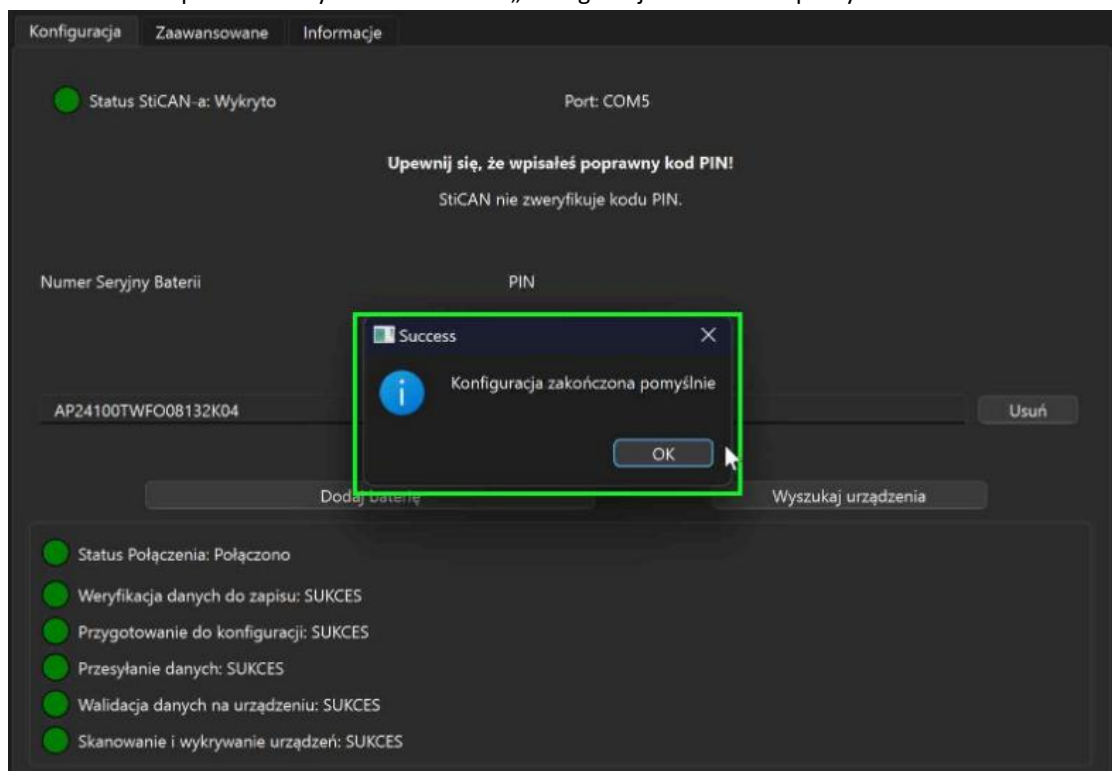 Konfiguracja Zaawansowane Informacje
Status StiCAN-a: Wykryto Port: COM5
Upewnij się, że wpisałeś poprawny kod PIN!
StiCAN nie zweryfikuje kodu PIN.
Numer Seryjny Baterii PIN
Success
Konfiguracja zakończona pomyślnie
AP24100TWFO08132K04 Usuń
OK
Dodaj baterię Wyszukaj urządzenia
Status Połączenia: Połączono
Weryfikacja danych do zapisu: SUKCES
Przygotowanie do konfiguracji: SUKCES
Przesyłanie danych: SUKCES
Walidacja danych na urządzeniu: SUKCES
Skanowanie i wykrywanie urządzeń: SUKCES